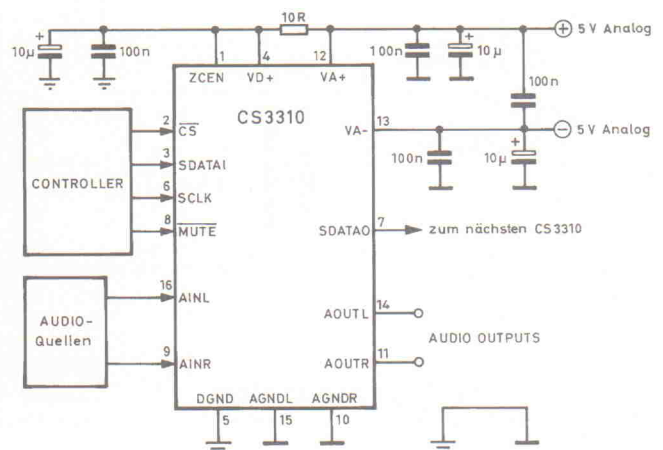 10R
+
10µ
100n
100n
+
10µ
+ 5 V Analog
1
4
12
ZCEN
VD+
VA+
100n
CS3310
2
CS
13
VA-
− 5 V Analog
3
SDATAI
100n
+
10µ
CONTROLLER
6
SCLK
8
MUTE
SDATAO
7
zum nächsten CS3310
16
AINL
AOUTL
14
AUDIO-
Quellen
AUDIO OUTPUTS
9
AINR
AOUTR
11
DGND
AGNDL
AGNDR
5
15
10